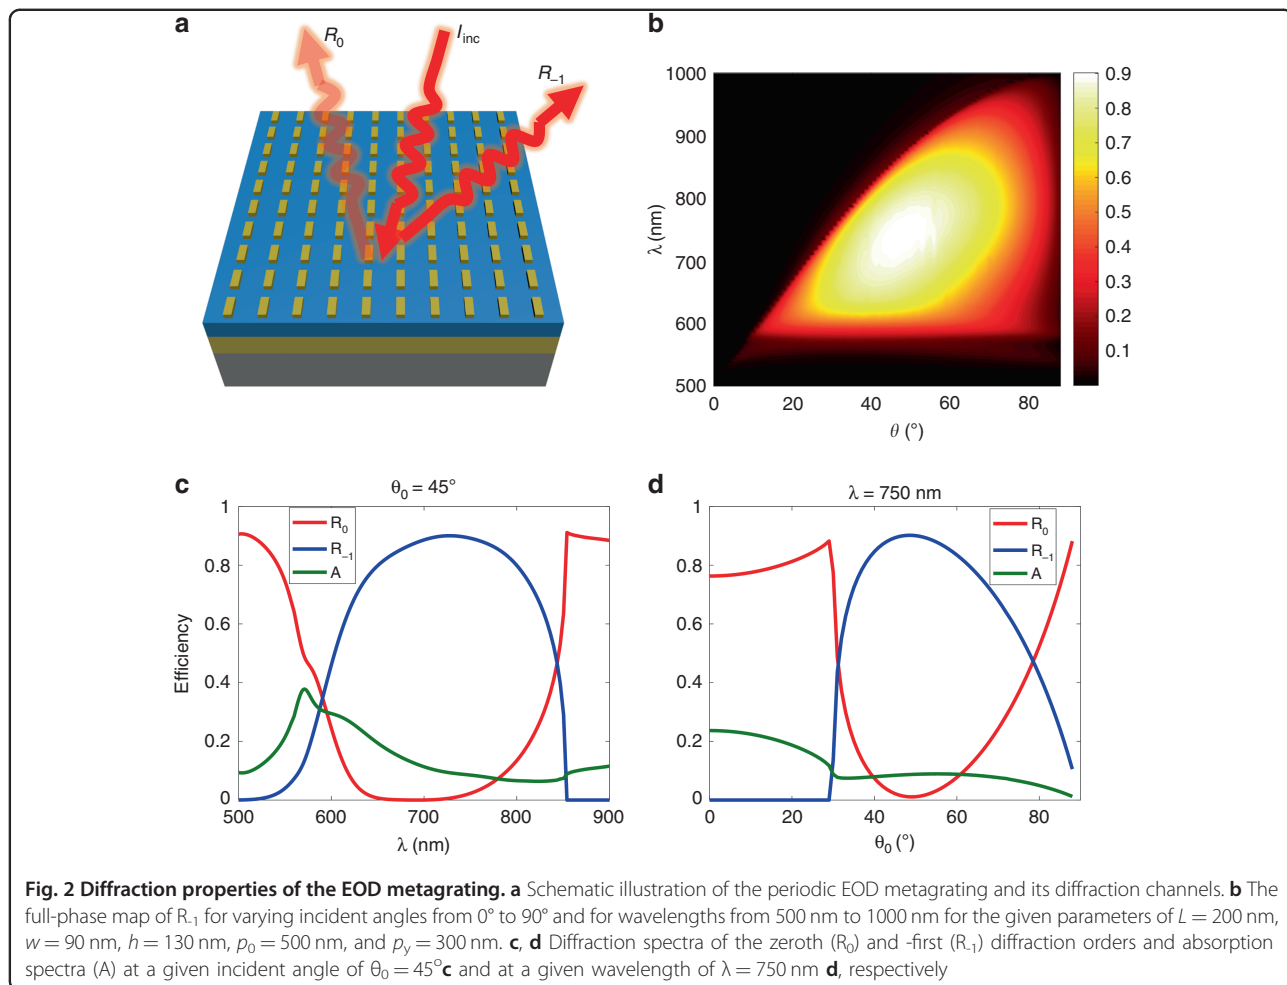 a
R0
Iinc
R−1
b
1000
900
800
700
600
500
λ (nm)
0
20
40
60
80
θ (°)
0.9
0.8
0.7
0.6
0.5
0.4
0.3
0.2
0.1
c
θ0 = 45°
R0
R−1
A
1
0.8
0.6
0.4
0.2
0
Efficiency
500
600
700
800
900
λ (nm)
d
λ = 750 nm
R0
R−1
A
1
0.8
0.6
0.4
0.2
0
0
20
40
60
80
θ0 (°)
Fig. 2 Diffraction properties of the EOD metagrating. a Schematic illustration of the periodic EOD metagrating and its diffraction channels. b The
full-phase map of R-1 for varying incident angles from 0° to 90° and for wavelengths from 500 nm to 1000 nm for the given parameters of L = 200 nm,
w = 90 nm, h = 130 nm, p0 = 500 nm, and py = 300 nm. c, d Diffraction spectra of the zeroth (R0) and -first (R-1) diffraction orders and absorption
spectra (A) at a given incident angle of θ0 = 45°c and at a given wavelength of λ = 750 nm d, respectively